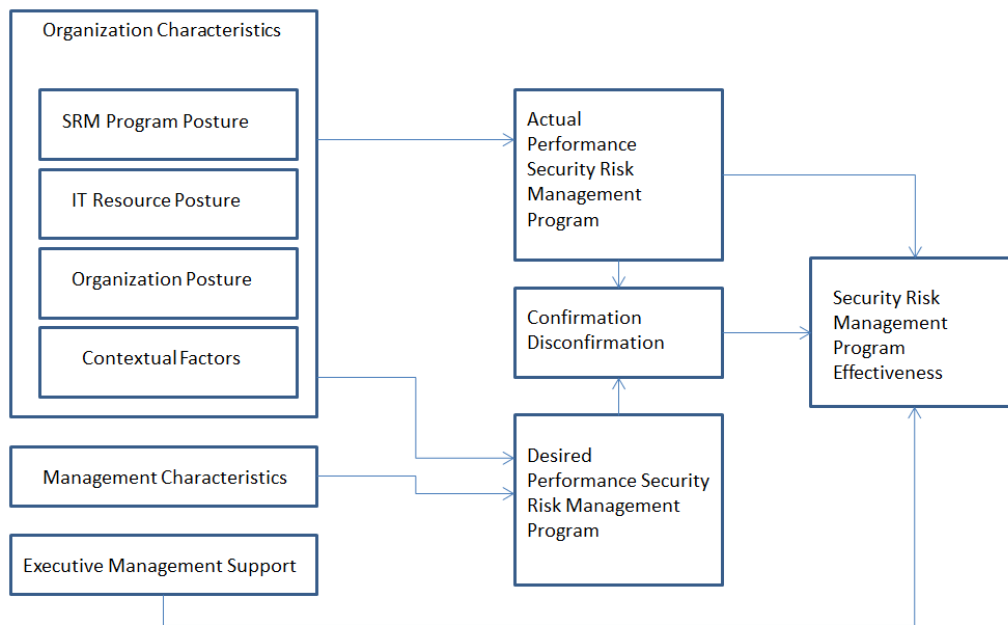 Organization Characteristics
SRM Program Posture
IT Resource Posture
Organization Posture
Contextual Factors
Management Characteristics
Executive Management Support
Actual
Performance
Security Risk
Management
Program
Confirmation
Disconfirmation
Desired
Performance Security
Risk Management
Program
Security Risk
Management
Program
Effectiveness